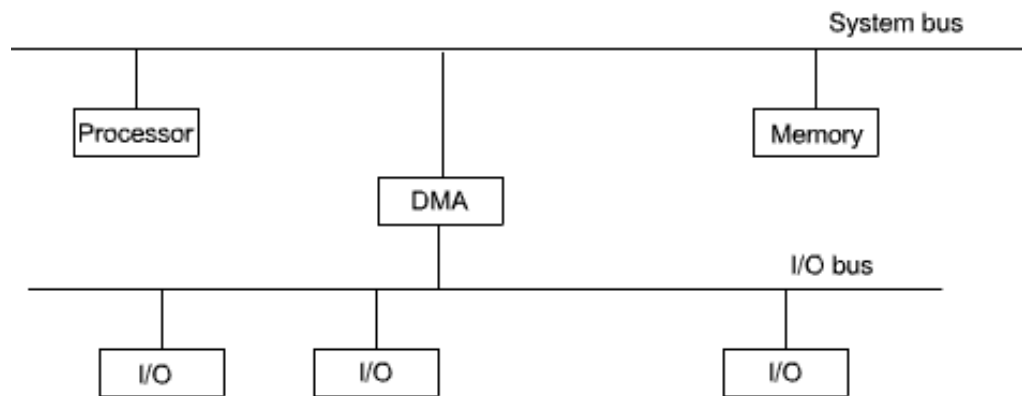 System bus
Processor
Memory
DMA
I/O bus
I/O
I/O
I/O